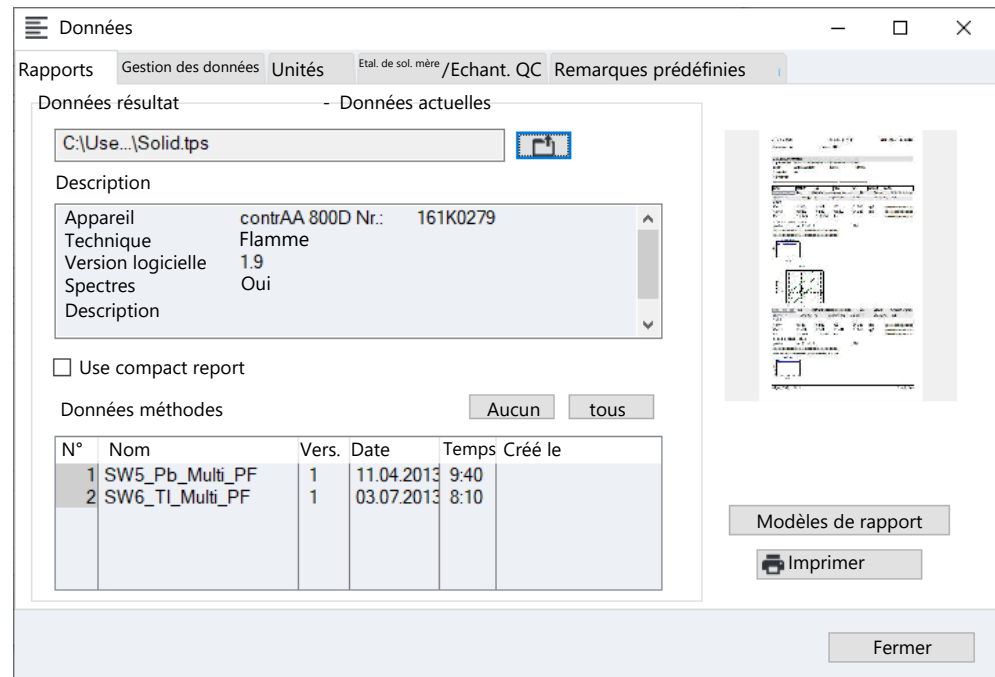 Données
Rapports Gestion des données Unités Etal. de sol. mère /Echant. QC Remarques prédéfinies
Données résultat - Données actuelles
C:\Use...\Solid.tps
Description
Appareil contrAA 800D Nr.: 161K0279
Technique Flamme
Version logicielle 1.9
Spectres Oui
Description
Use compact report
Données méthodes Aucun tous
N° Nom Vers. Date Temps Créé le
1 SW5_Pb_Multi_PF 1 11.04.2013 9:40
2 SW6_TI_Multi_PF 1 03.07.2013 8:10
Modèles de rapport
Imprimer
Fermer